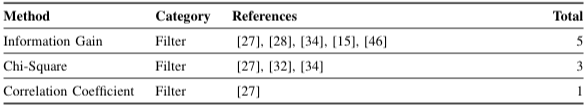 Method Category References Total
Information Gain Filter [27], [28], [34], [15], [46] 5
Chi-Square Filter [27], [32], [34] 3
Correlation Coefficient Filter [27] 1